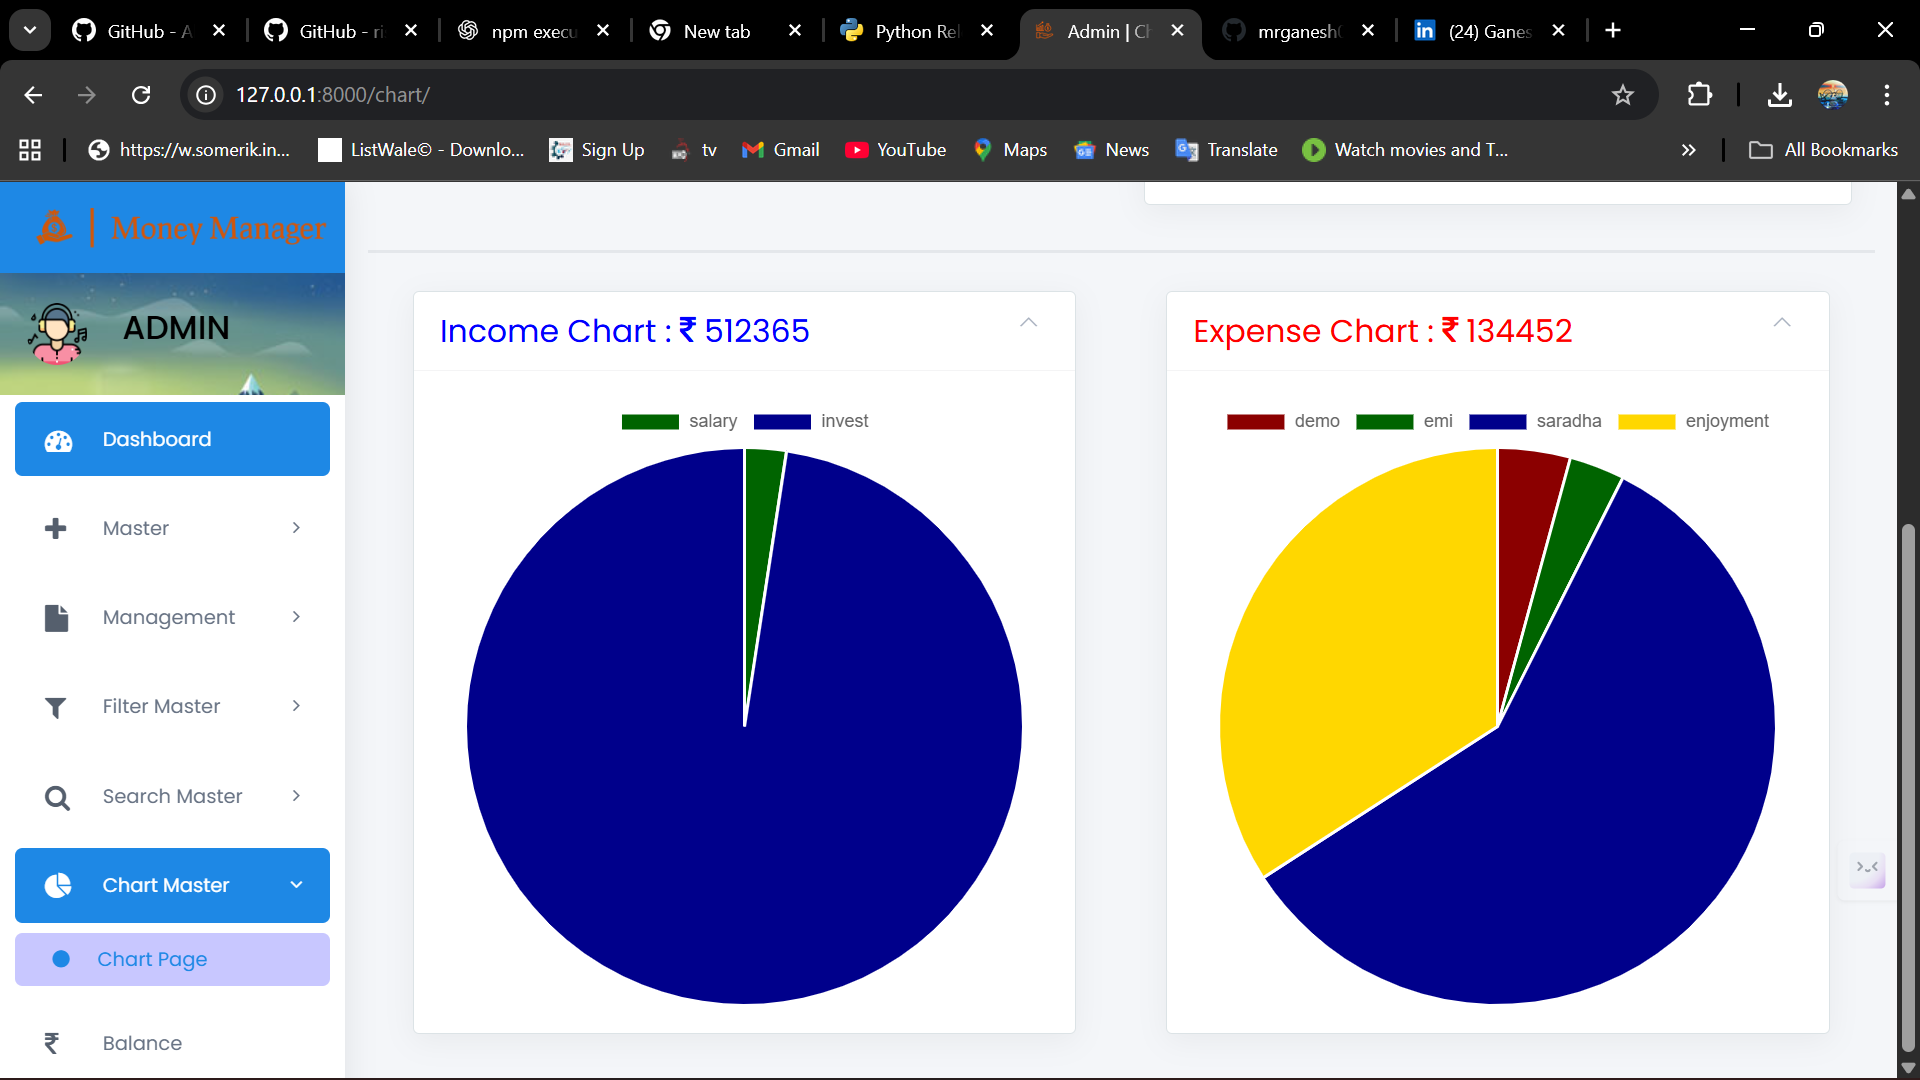 GitHub - A
GitHub - ri
npm execu
New tab
Python Rel
Admin | Ch
mrganesh
(24) Ganes
127.0.0.1:8000/chart/
https://w.somerik.in...
ListWale© - Downlo...
Sign Up
tv
Gmail
YouTube
Maps
News
Translate
Watch movies and T...
All Bookmarks
Money Manager
ADMIN
Dashboard
Master
Management
Filter Master
Search Master
Chart Master
Chart Page
Balance
Income Chart : ₹ 512365
salary invest
Expense Chart : ₹ 134452
demo emi saradha enjoyment